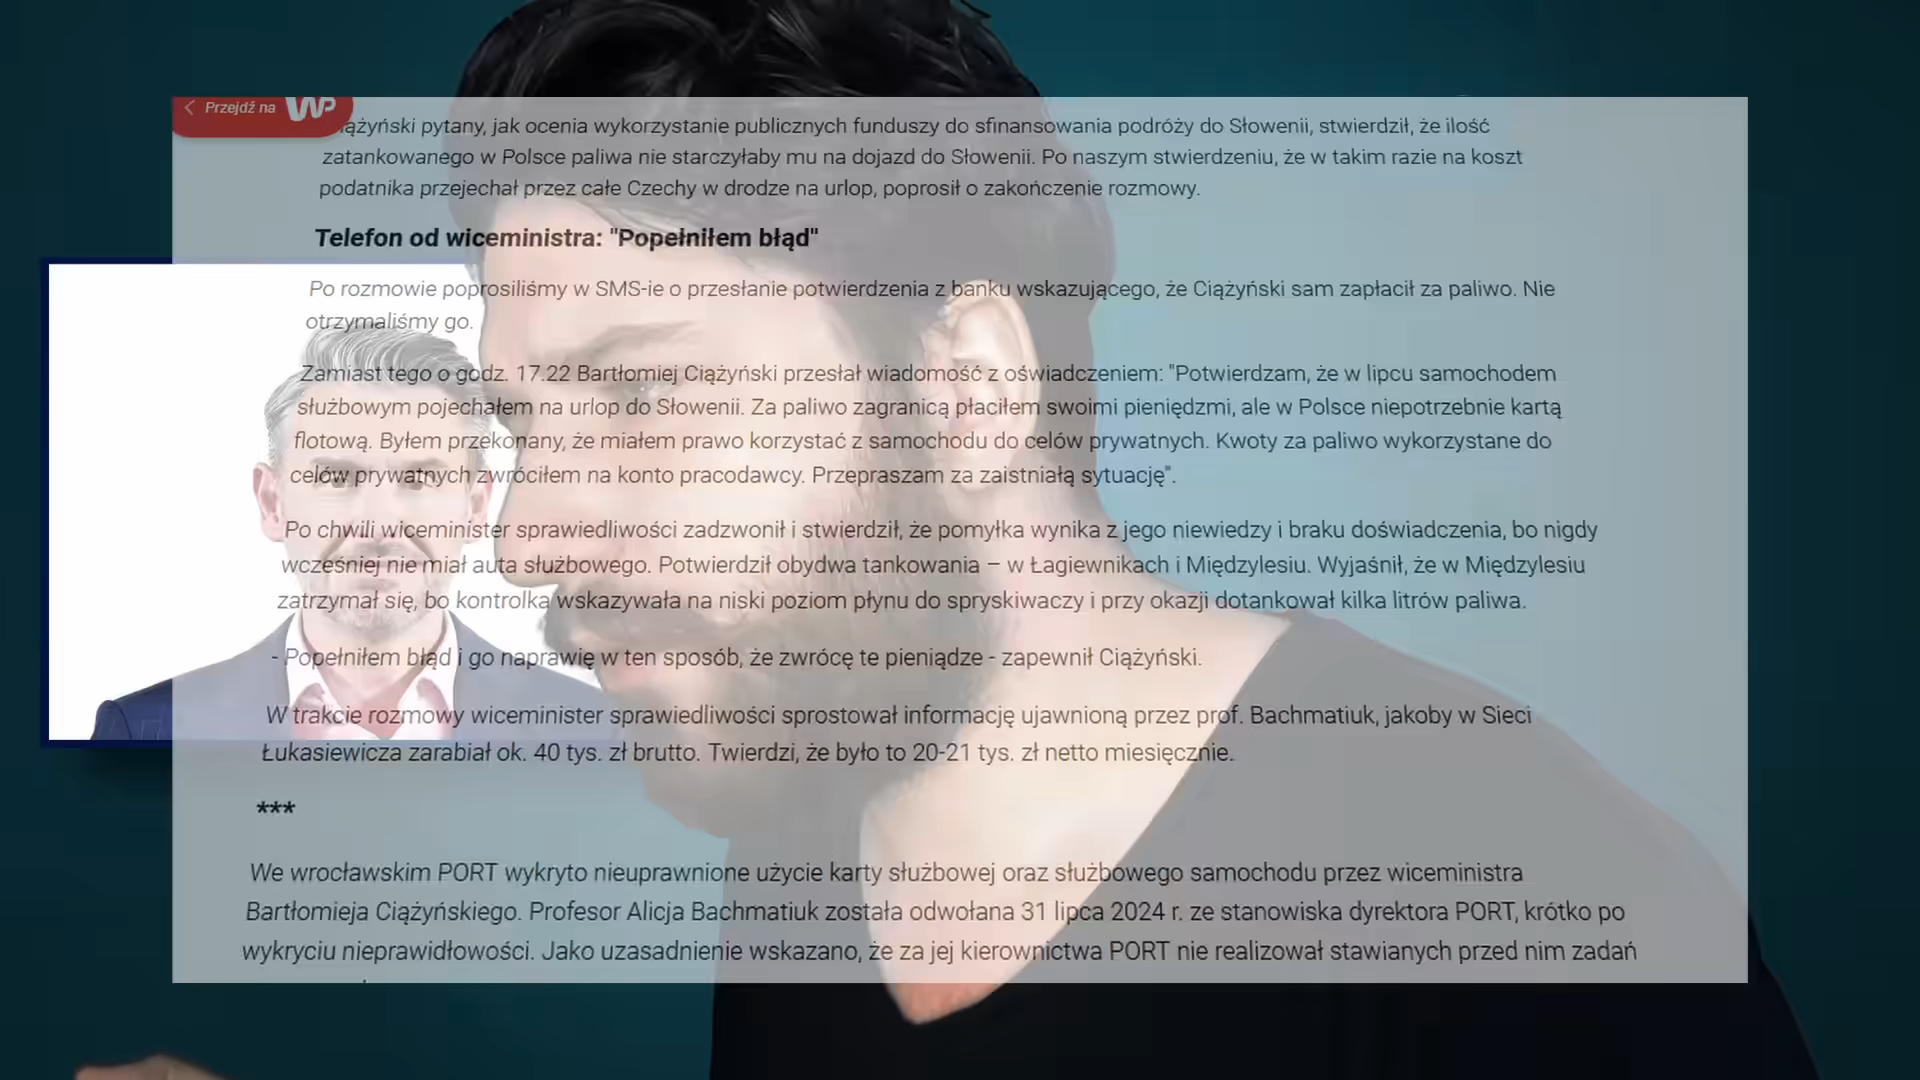 Przejdź na WP
iążyński pytany, jak ocenia wykorzystanie publicznych funduszy do sfinansowania podróży do Słowenii, stwierdził, że ilość
zatankowanego w Polsce paliwa nie starczyłaby mu na dojazd do Słowenii. Po naszym stwierdzeniu, że w takim razie na koszt
podatnika przejechał przez całe Czechy w drodze na urlop, poprosił o zakończenie rozmowy.
Telefon od wiceministra: "Popełniłem błąd"
Po rozmowie poprosiliśmy w SMS-ie o przesłanie potwierdzenia z banku wskazującego, że Ciążyński sam zapłacił za paliwo. Nie
otrzymaliśmy go.
Zamiast tego o godz. 17.22 Bartłomiej Ciążyński przesłał wiadomość z oświadczeniem: "Potwierdzam, że w lipcu samochodem
służbowym pojechałem na urlop do Słowenii. Za paliwo zagranicą płaciłem swoimi pieniędzmi, ale w Polsce niepotrzebnie kartą
flotową. Byłem przekonany, że miałem prawo korzystać z samochodu do celów prywatnych. Kwoty za paliwo wykorzystane do
celów prywatnych zwróciłem na konto pracodawcy. Przepraszam za zaistniałą sytuację".
Po chwili wiceminister sprawiedliwości zadzwonił i stwierdził, że pomyłka wynika z jego niewiedzy i braku doświadczenia, bo nigdy
wcześniej nie miał auta służbowego. Potwierdził obydwa tankowania – w Łagiewnikach i Międzylesiu. Wyjaśnił, że w Międzylesiu
zatrzymał się, bo kontrolka wskazywała na niski poziom płynu do spryskiwaczy i przy okazji dotankował kilka litrów paliwa.
- Popełniłem błąd i go naprawię w ten sposób, że zwrócę te pieniądze - zapewnił Ciążyński.
W trakcie rozmowy wiceminister sprawiedliwości sprostował informację ujawnioną przez prof. Bachmatiuk, jakoby w Sieci
Łukasiewicza zarabiał ok. 40 tys. zł brutto. Twierdzi, że było to 20-21 tys. zł netto miesięcznie.
***
We wrocławskim PORT wykryto nieuprawnione użycie karty służbowej oraz służbowego samochodu przez wiceministra
Bartłomieja Ciążyńskiego. Profesor Alicja Bachmatiuk została odwołana 31 lipca 2024 r. ze stanowiska dyrektora PORT, krótko po
wykryciu nieprawidłowości. Jako uzasadnienie wskazano, że za jej kierownictwa PORT nie realizował stawianych przed nim zadań